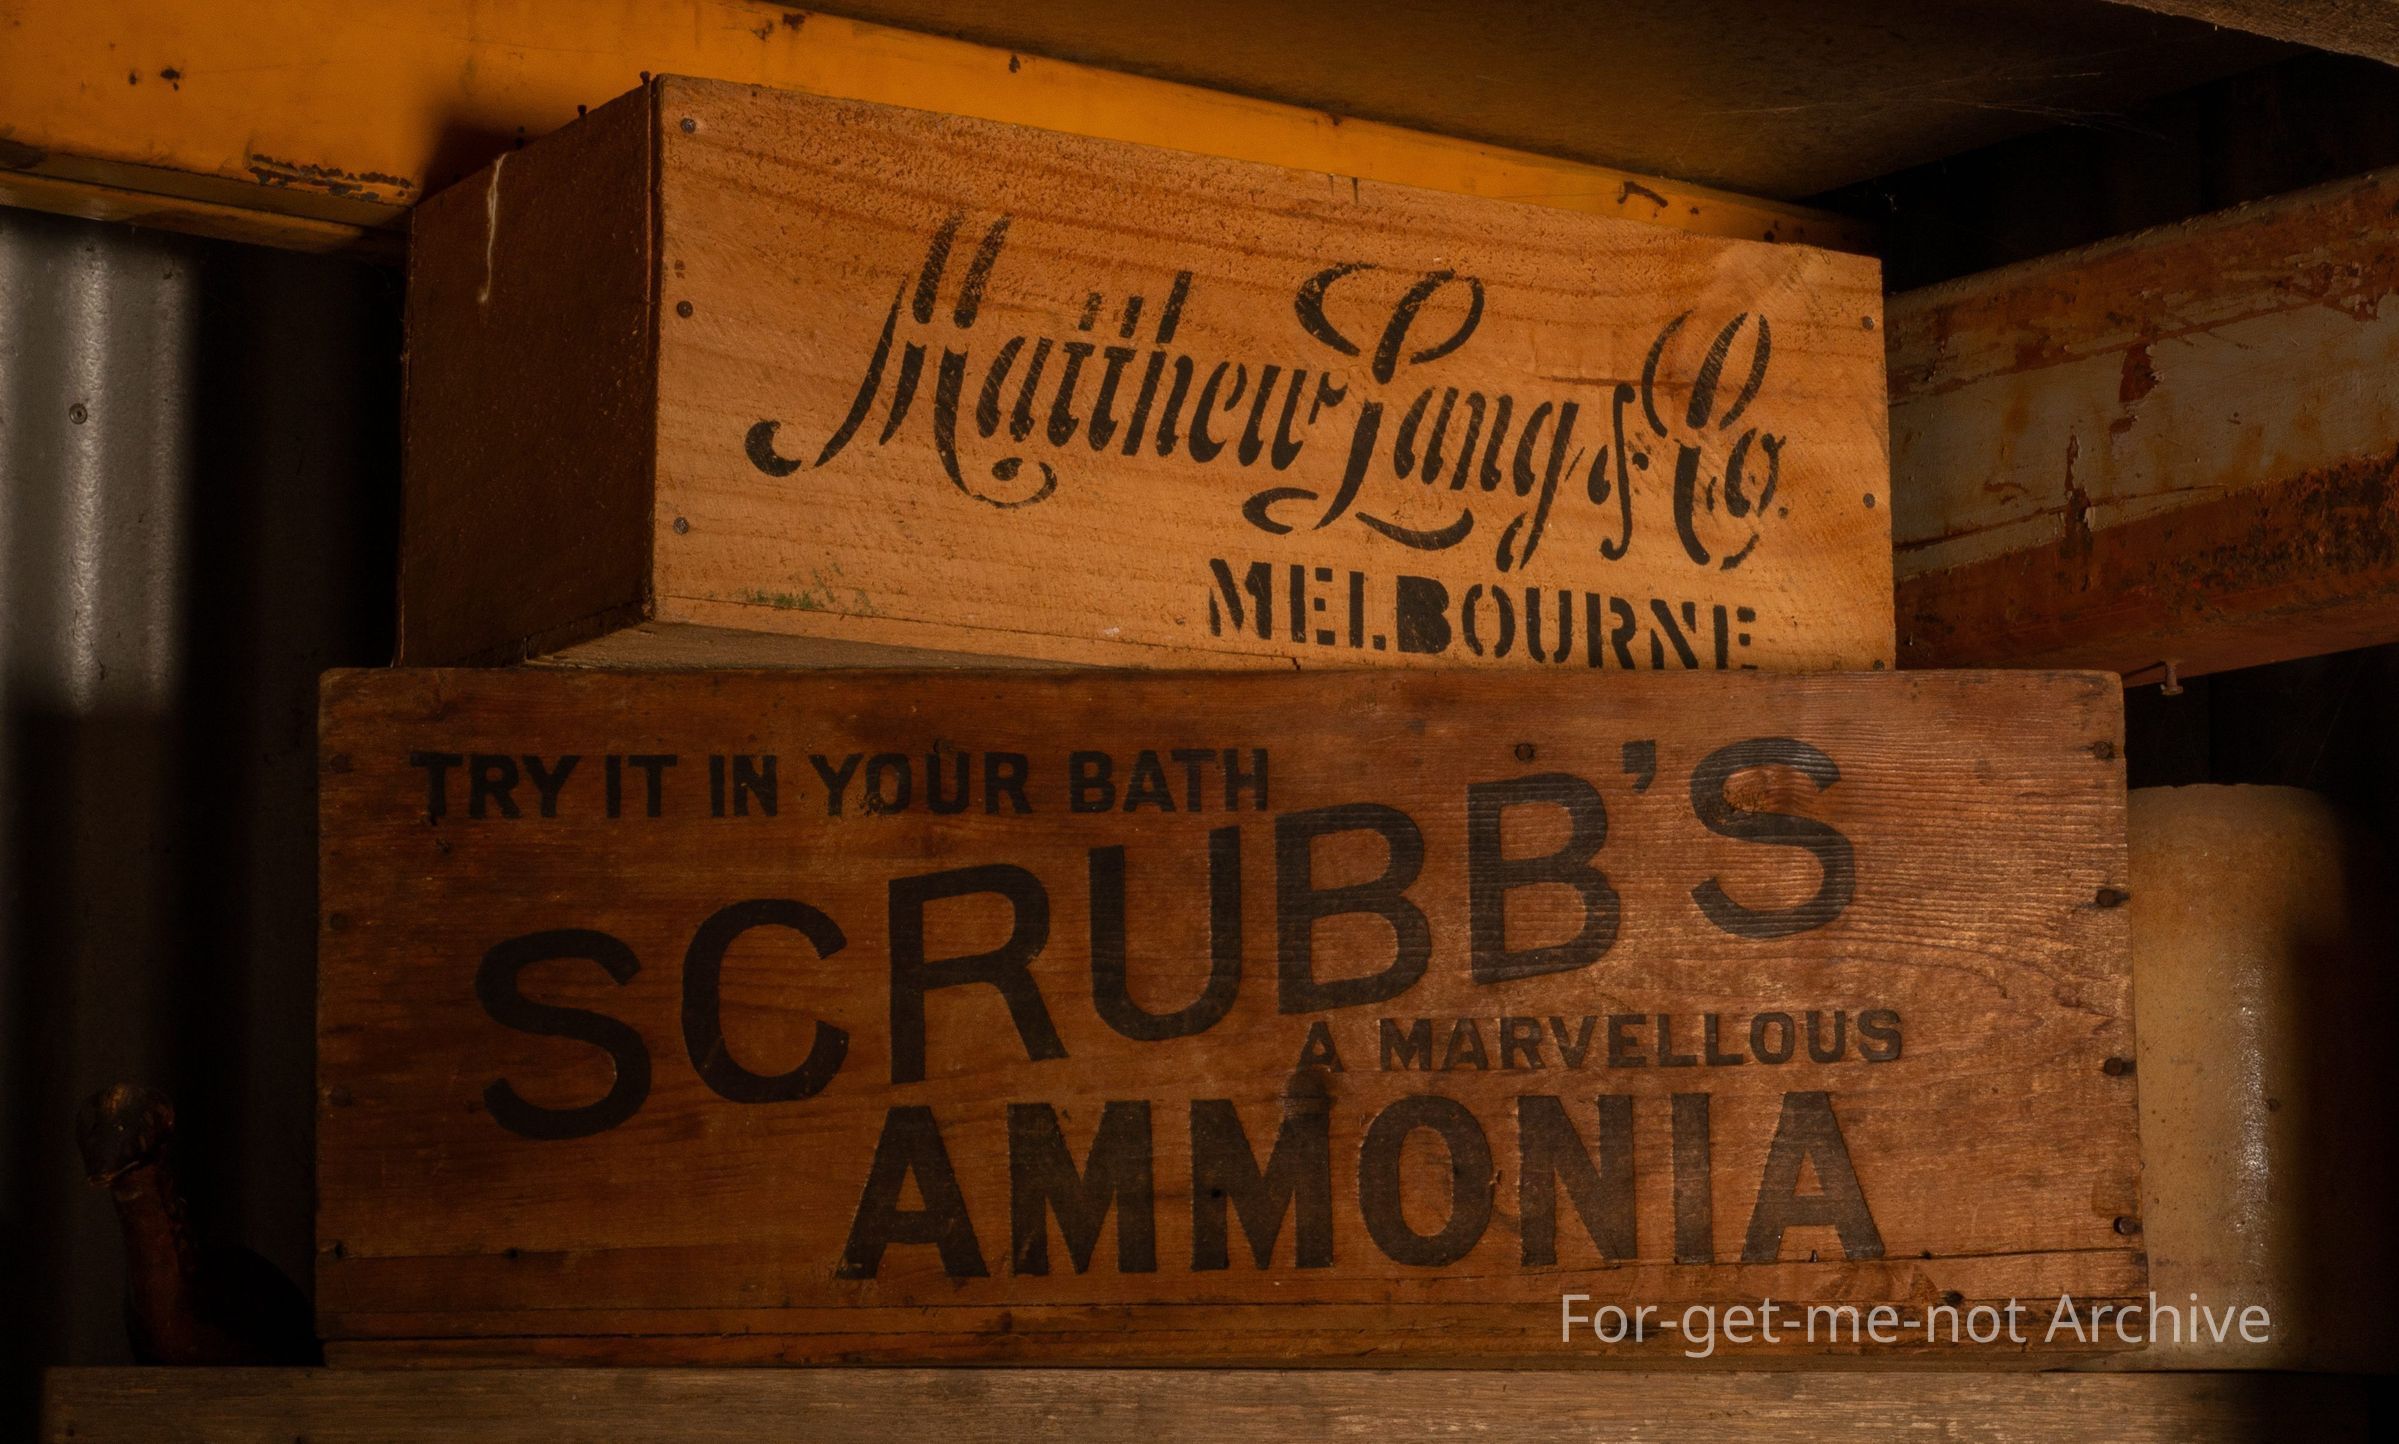 Matthew Lang & Co.
MELBOURNE
TRY IT IN YOUR BATH
SCRUBB'S
A MARVELLOUS
AMMONIA
For-get-me-not Archive